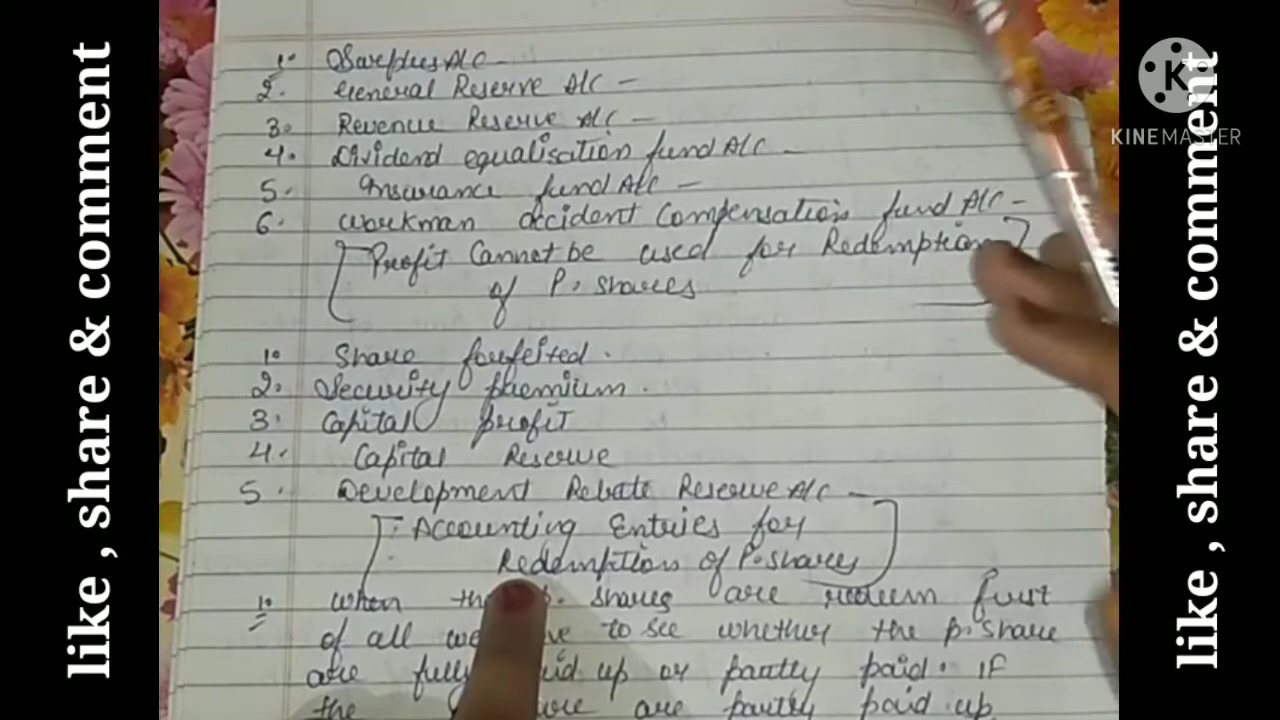 1. Surplus A/C -
2. General Reserve A/C -
3. Revenue Reserve A/C -
4. Dividend equalisation fund A/C -
5. Insurance fund A/C -
6. Workman Accident Compensation fund A/C -
[Profit Cannot be used for Redemption
of P. shares]
1. Share forfeited.
2. Security premium.
3. Capital profit
4. Capital Reserve
5. Development Rebate Reserve A/C -
[Accounting Entries for
Redemption of P. shares]
1. when the p. shares are redeem first
of all we to see whether the p. share
are fully up or partly paid. if
the are partly paid up
like , share & comment
like , share & comment
K
KINEMASTER